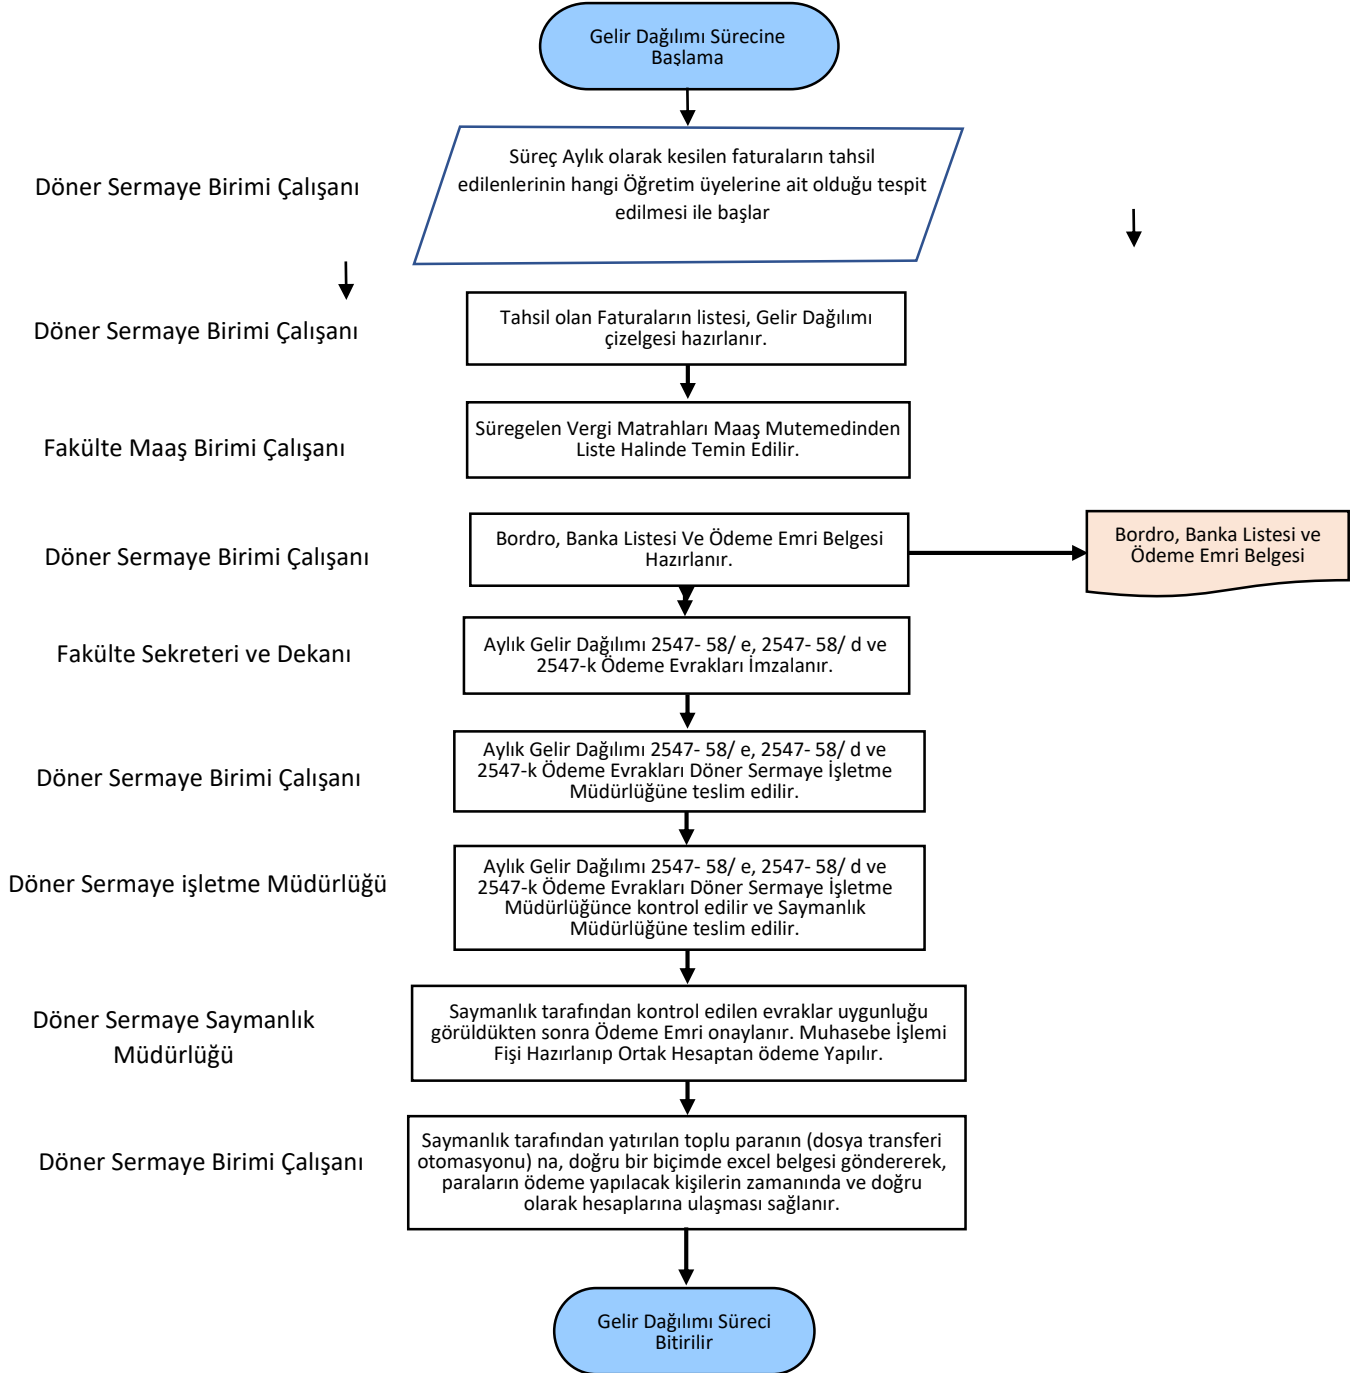 Gelir Dağılımı Sürecine
Başlama
Döner Sermaye Birimi Çalışanı
Süreç Aylık olarak kesilen faturaların tahsil
edilenlerinin hangi Öğretim üyelerine ait olduğu tespit
edilmesi ile başlar
Döner Sermaye Birimi Çalışanı
Tahsil olan Faturaların listesi, Gelir Dağılımı
çizelgesi hazırlanır.
Fakülte Maaş Birimi Çalışanı
Süregelen Vergi Matrahları Maaş Mutemedinden
Liste Halinde Temin Edilir.
Döner Sermaye Birimi Çalışanı
Bordro, Banka Listesi Ve Ödeme Emri Belgesi
Hazırlanır.
Bordro, Banka Listesi ve
Ödeme Emri Belgesi
Fakülte Sekreteri ve Dekanı
Aylık Gelir Dağılımı 2547- 58/ e, 2547- 58/ d ve
2547-k Ödeme Evrakları İmzalanır.
Döner Sermaye Birimi Çalışanı
Aylık Gelir Dağılımı 2547- 58/ e, 2547- 58/ d ve
2547-k Ödeme Evrakları Döner Sermaye İşletme
Müdürlüğüne teslim edilir.
Döner Sermaye işletme Müdürlüğü
Aylık Gelir Dağılımı 2547- 58/ e, 2547- 58/ d ve
2547-k Ödeme Evrakları Döner Sermaye İşletme
Müdürlüğünce kontrol edilir ve Saymanlık
Müdürlüğüne teslim edilir.
Döner Sermaye Saymanlık
Müdürlüğü
Saymanlık tarafından kontrol edilen evraklar uygunluğu
görüldükten sonra Ödeme Emri onaylanır. Muhasebe İşlemi
Fişi Hazırlanıp Ortak Hesaptan ödeme Yapılır.
Döner Sermaye Birimi Çalışanı
Saymanlık tarafından yatırılan toplu paranın (dosya transferi
otomasyonu) na, doğru bir biçimde excel belgesi göndererek,
paraların ödeme yapılacak kişilerin zamanında ve doğru
olarak hesaplarına ulaşması sağlanır.
Gelir Dağılımı Süreci
Bitirilir